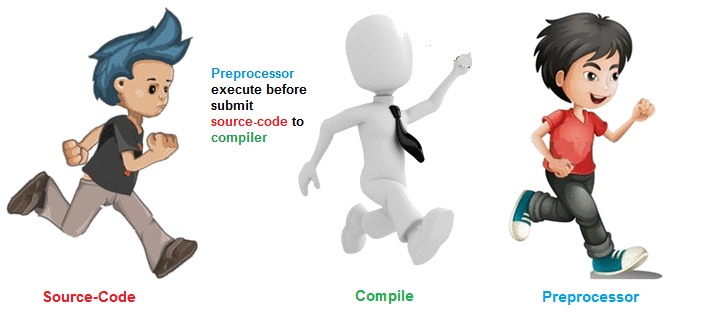 Preprocessor
execute before
submit
source-code to
compiler
Source-Code
Compile
Preprocessor